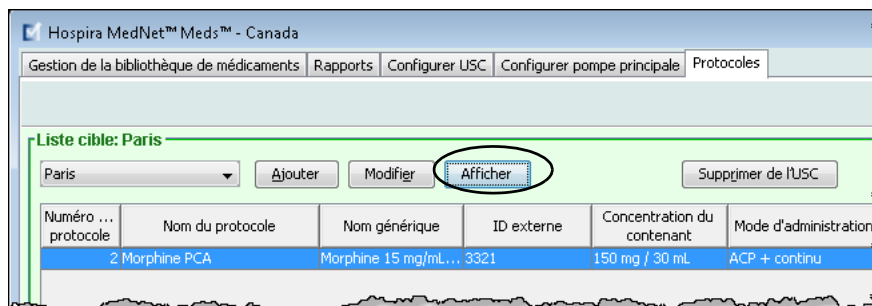 Hospira MedNet™ Meds™ - Canada
Gestion de la bibliothèque de médicaments Rapports Configurer USC Configurer pompe principale Protocoles
Liste cible: Paris
Paris Ajouter Modifier Afficher Supprimer de l'USC
Numéro ... protocole Nom du protocole Nom générique ID externe Concentration du contenant Mode d'administration
2 Morphine PCA Morphine 15 mg/mL... 3321 150 mg / 30 mL ACP + continu